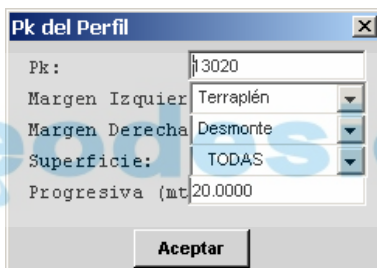 Pk del Perfil
Pk: 13020
Margen Izquier Terraplén
Margen Derecha Desmonte
Superficie: TODAS
Progresiva (mt 20.0000
Aceptar